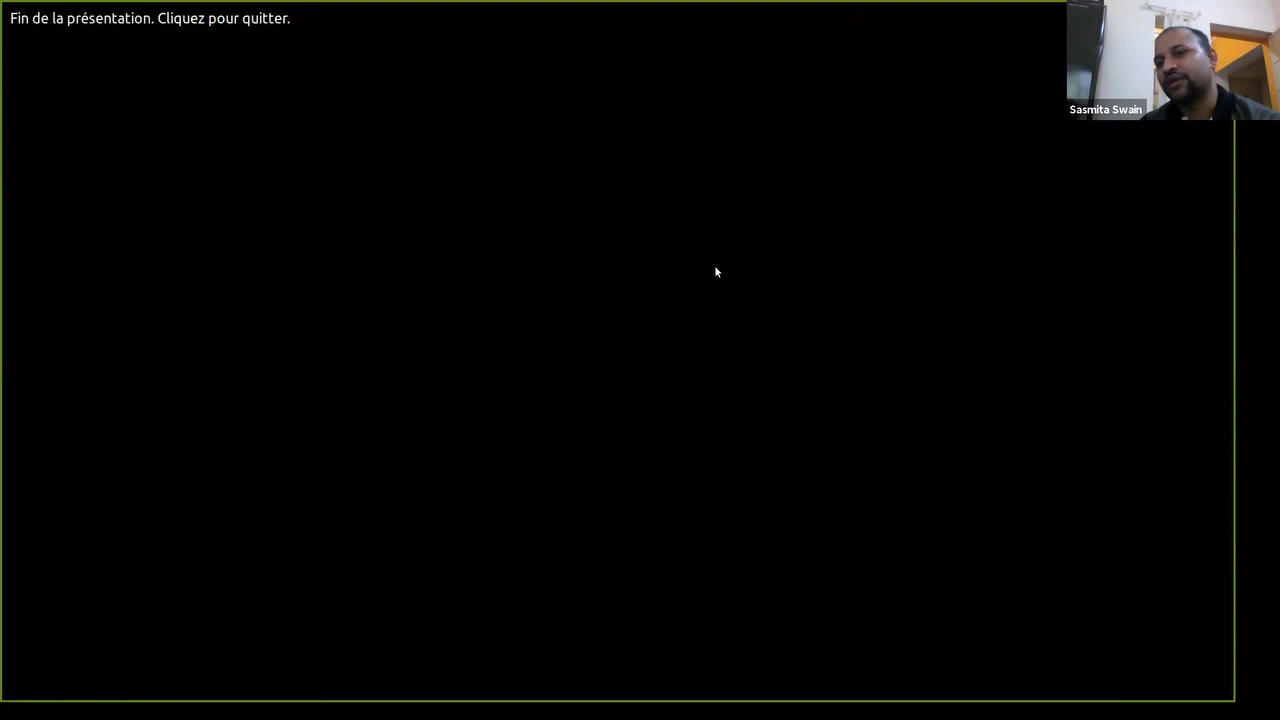 Fin de la présentation. Cliquez pour quitter.
Sasmita Swain